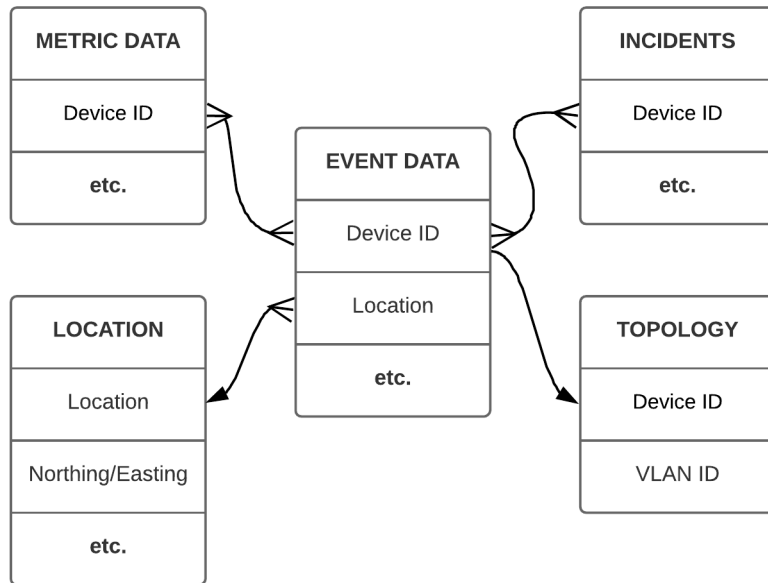 METRIC DATA
Device ID
etc.
INCIDENTS
Device ID
etc.
EVENT DATA
Device ID
Location
etc.
LOCATION
Location
Northing/Easting
etc.
TOPOLOGY
Device ID
VLAN ID